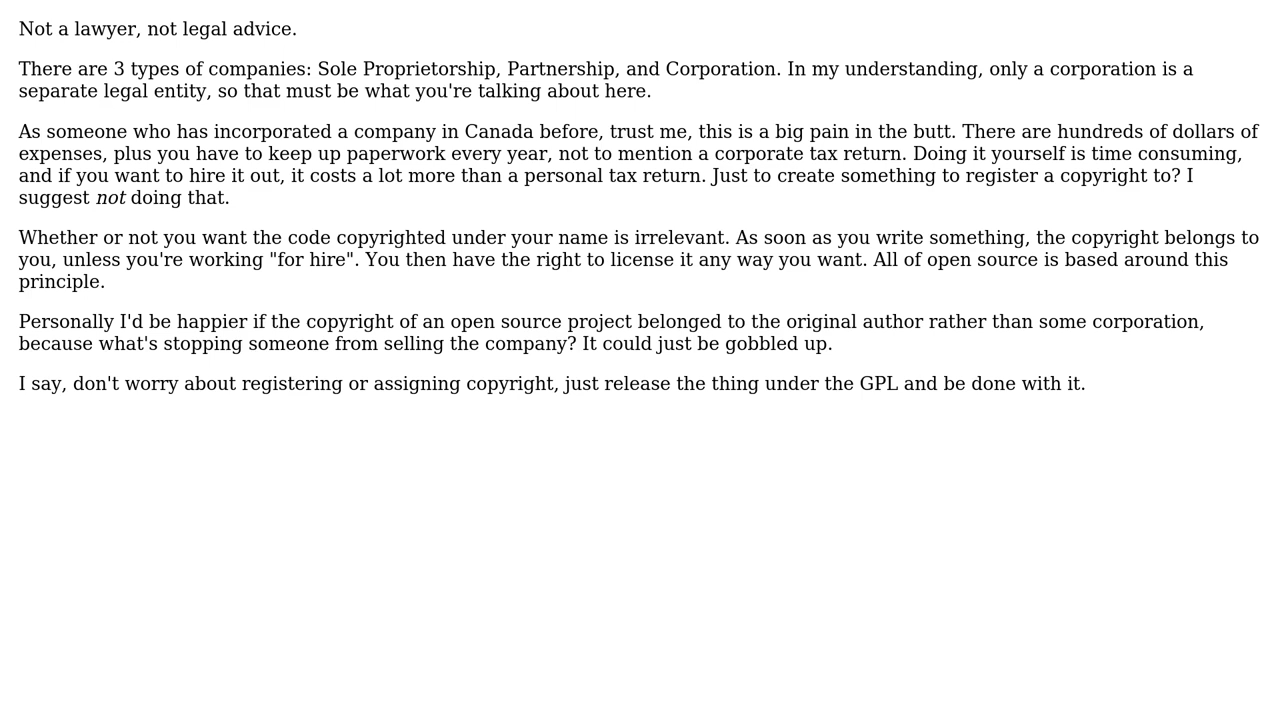 Not a lawyer, not legal advice.
There are 3 types of companies: Sole Proprietorship, Partnership, and Corporation. In my understanding, only a corporation is a
separate legal entity, so that must be what you're talking about here.
As someone who has incorporated a company in Canada before, trust me, this is a big pain in the butt. There are hundreds of dollars of
expenses, plus you have to keep up paperwork every year, not to mention a corporate tax return. Doing it yourself is time consuming,
and if you want to hire it out, it costs a lot more than a personal tax return. Just to create something to register a copyright to? I
suggest not doing that.
Whether or not you want the code copyrighted under your name is irrelevant. As soon as you write something, the copyright belongs to
you, unless you're working "for hire". You then have the right to license it any way you want. All of open source is based around this
principle.
Personally I'd be happier if the copyright of an open source project belonged to the original author rather than some corporation,
because what's stopping someone from selling the company? It could just be gobbled up.
I say, don't worry about registering or assigning copyright, just release the thing under the GPL and be done with it.